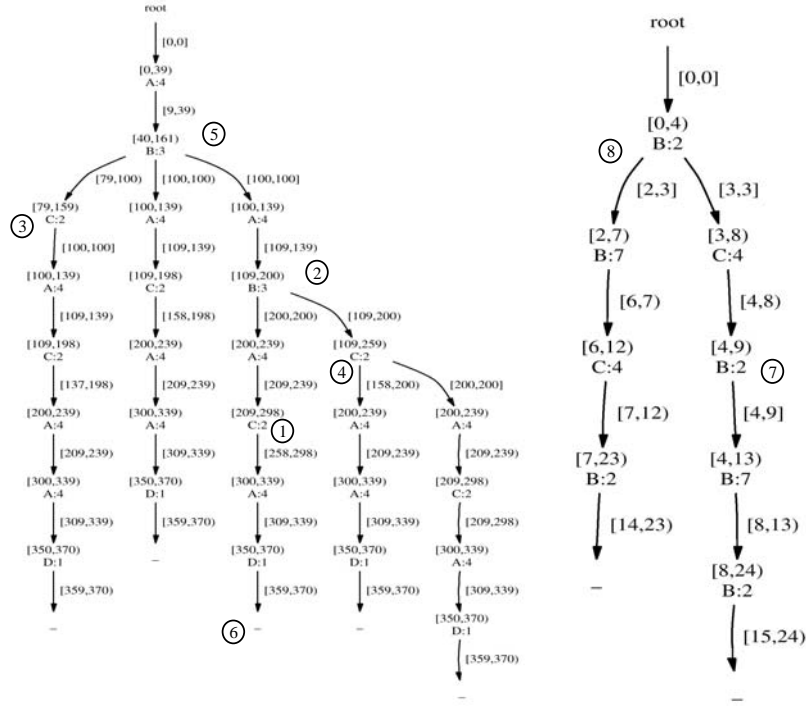 root
[0,0]
[0,39)
A:4
[9,39)
[40,161)
B:3
5
[79,100)
[100,100)
[100,100]
3
[79,159)
C:2
[100,139)
A:4
[100,139)
A:4
[100,100]
[109,139)
[109,139)
[100,139)
A:4
[109,198)
C:2
[109,200)
B:3
2
[109,139)
[158,198)
[200,200)
[109,200)
[109,198)
C:2
[200,239)
A:4
[200,239)
A:4
[109,259)
C:2
4
[137,198)
[209,239)
[209,239)
[158,200)
[200,200]
[200,239)
A:4
[300,339)
A:4
[209,298)
C:2
1
[200,239)
A:4
[200,239)
A:4
[209,239)
[309,339)
[258,298)
[209,239)
[209,239)
[300,339)
A:4
[350,370)
D:1
[300,339)
A:4
[300,339)
A:4
[209,298)
C:2
[309,339)
[359,370)
[309,339)
[309,339)
[209,298)
[350,370)
D:1
–
[350,370)
D:1
[350,370)
D:1
[300,339)
A:4
[359,370)
[359,370)
[359,370)
[309,339)
–
6
–
–
[350,370)
D:1
[359,370)
–
root
[0,0]
[0,4)
B:2
8
[2,3]
[3,3]
[2,7)
B:7
[3,8)
C:4
[6,7)
[4,8)
[6,12)
C:4
[4,9)
B:2
7
[7,12)
[4,9]
[7,23)
B:2
[4,13)
B:7
[14,23)
[8,13)
–
[8,24)
B:2
[15,24)
–